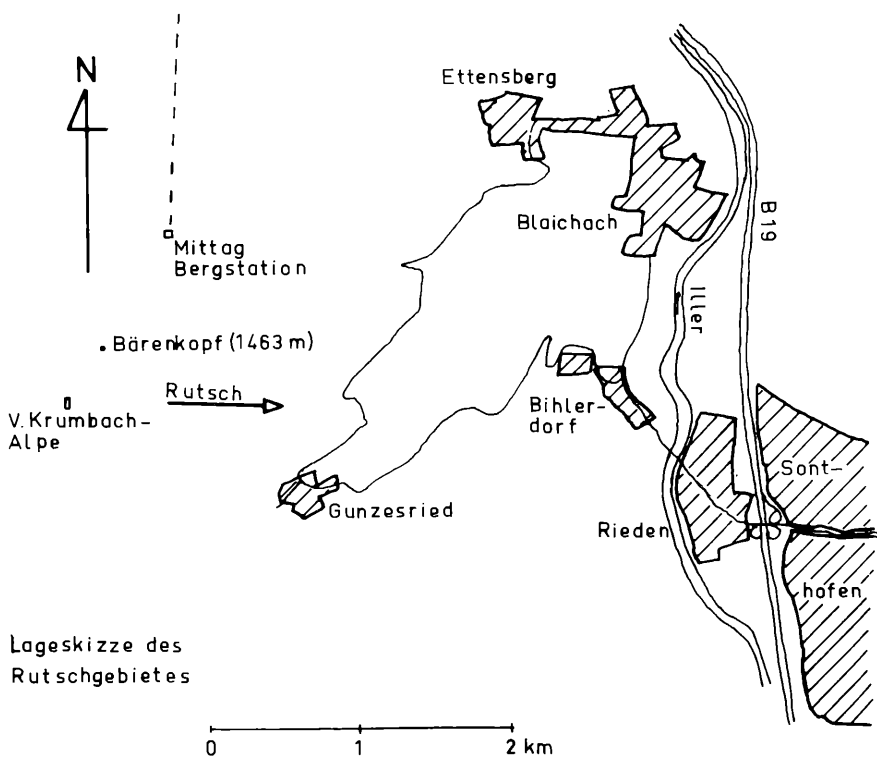 Ettensberg
N
Blaichach
B19
Mittag
Bergstation
Iller
Bärenkopf (1463 m)
Rutsch
V. Krumbach-
Alpe
Bihler-
dorf
Sont-
Gunzesried
Rieden
hofen
Lageskizze des
Rutschgebietes
0 1 2 km